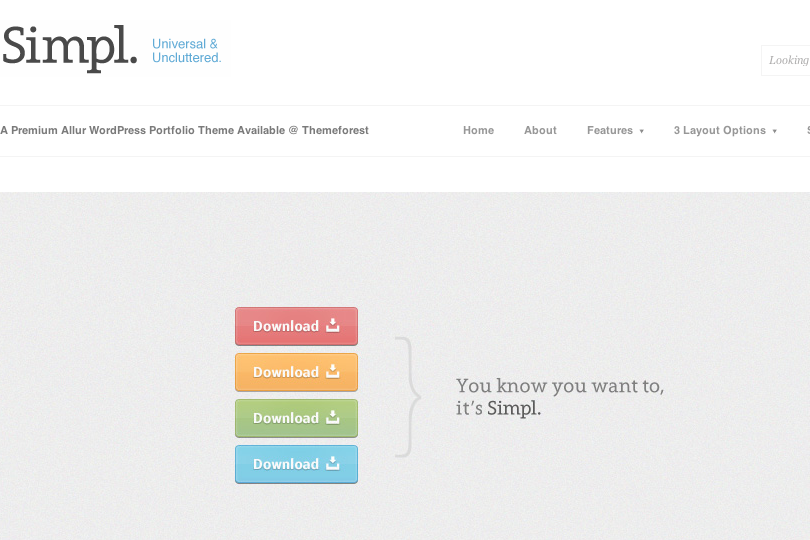 Simpl.
Universal &
Uncluttered.
Looking
A Premium Allur WordPress Portfolio Theme Available @ Themeforest
Home About Features ▾ 3 Layout Options ▾
Download
Download
Download
Download
You know you want to,
it's Simpl.